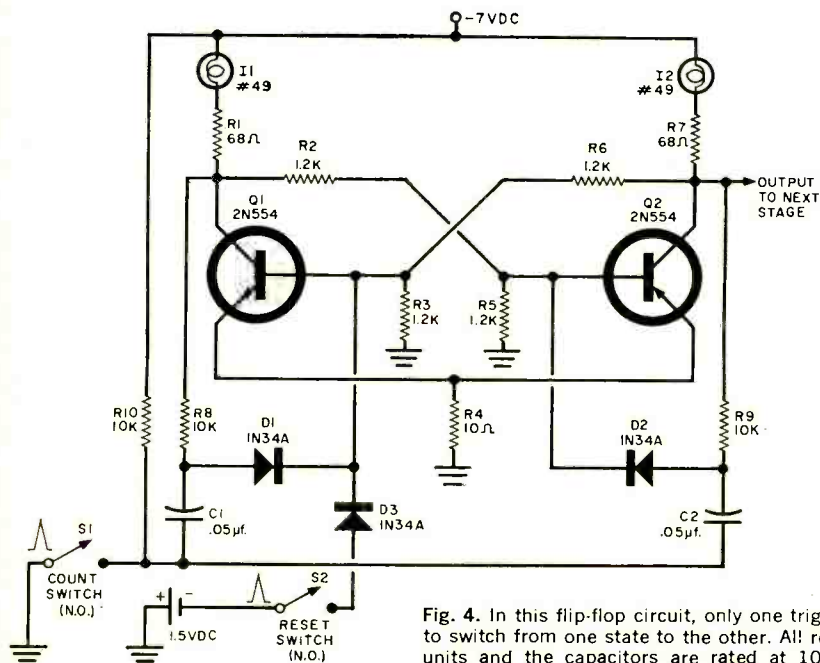 -7VDC
I1
#49
I2
#49
R1
68Ω
R7
68Ω
R2
1.2K
R6
1.2K
OUTPUT
TO NEXT
STAGE
Q1
2N554
Q2
2N554
R3
1.2K
R5
1.2K
R10
10K
R8
10K
R4
10Ω
R9
10K
D1
1N34A
D2
1N34A
D3
1N34A
C1
.05µf.
C2
.05µf.
S1
COUNT
SWITCH
(N.O.)
+
-
1.5VDC
S2
RESET
SWITCH
(N.O.)
Fig. 4. In this flip-flop circuit, only one trig
to switch from one state to the other. All re
units and the capacitors are rated at 10